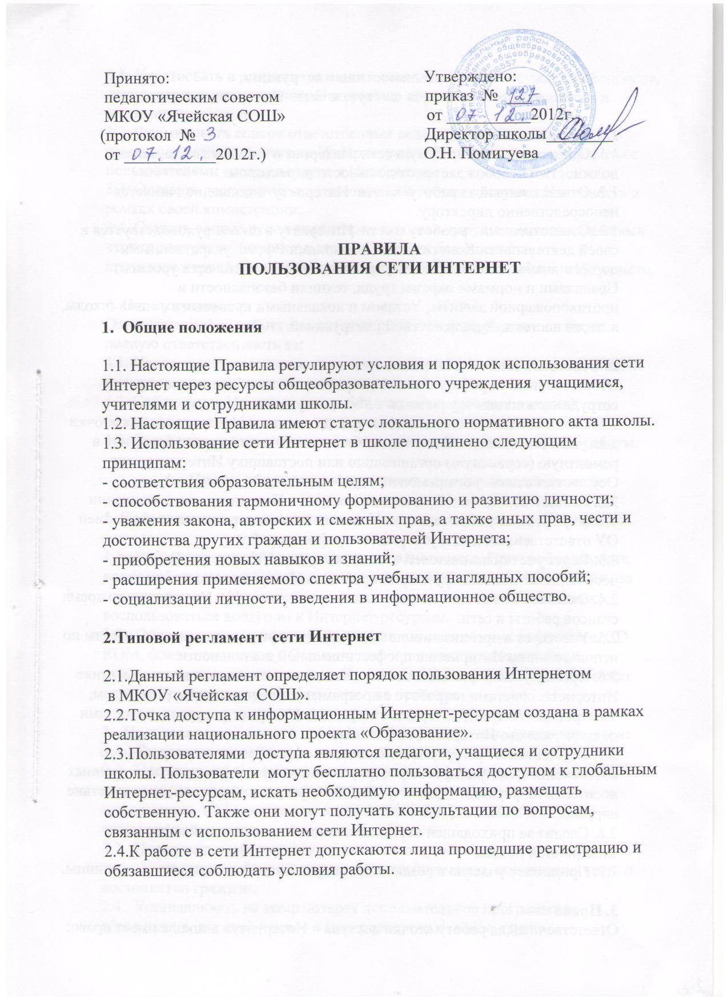 Принято:
педагогическим советом
МКОУ «Ячейская СОШ»
(протокол № 3
от 07.12.2012г.)
Утверждено:
приказ № 127
от 07.12.2012г.
Директор школы
О.Н. Помигуева
МКОУ
«Ячейская
СОШ»
ПРАВИЛА
ПОЛЬЗОВАНИЯ СЕТИ ИНТЕРНЕТ
1. Общие положения
1.1. Настоящие Правила регулируют условия и порядок использования сети
Интернет через ресурсы общеобразовательного учреждения учащимися,
учителями и сотрудниками школы.
1.2. Настоящие Правила имеют статус локального нормативного акта школы.
1.3. Использование сети Интернет в школе подчинено следующим
принципам:
- соответствия образовательным целям;
- способствования гармоничному формированию и развитию личности;
- уважения закона, авторских и смежных прав, а также иных прав, чести и
достоинства других граждан и пользователей Интернета;
- приобретения новых навыков и знаний;
- расширения применяемого спектра учебных и наглядных пособий;
- социализации личности, введения в информационное общество.
2.Типовой регламент сети Интернет
2.1.Данный регламент определяет порядок пользования Интернетом
в МКОУ «Ячейская СОШ».
2.2.Точка доступа к информационным Интернет-ресурсам создана в рамках
реализации национального проекта «Образование».
2.3.Пользователями доступа являются педагоги, учащиеся и сотрудники
школы. Пользователи могут бесплатно пользоваться доступом к глобальным
Интернет-ресурсам, искать необходимую информацию, размещать
собственную. Также они могут получать консультации по вопросам,
связанным с использованием сети Интернет.
2.4.К работе в сети Интернет допускаются лица прошедшие регистрацию и
обязавшиеся соблюдать условия работы.